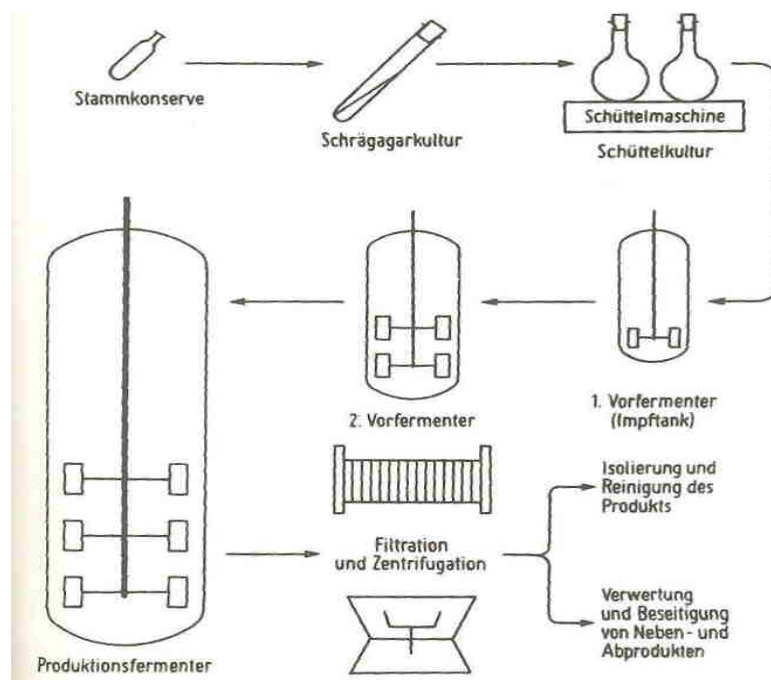 Stammkonserve
Schrägagarkultur
Schüttelmaschine
Schüttelkultur
1. Vorfermenter
(Impftank)
2. Vorfermenter
Produktionsfermenter
Filtration
und Zentrifugation
Isolierung und
Reinigung des
Produkts
Verwertung
und Beseitigung
von Neben- und
Abprodukten